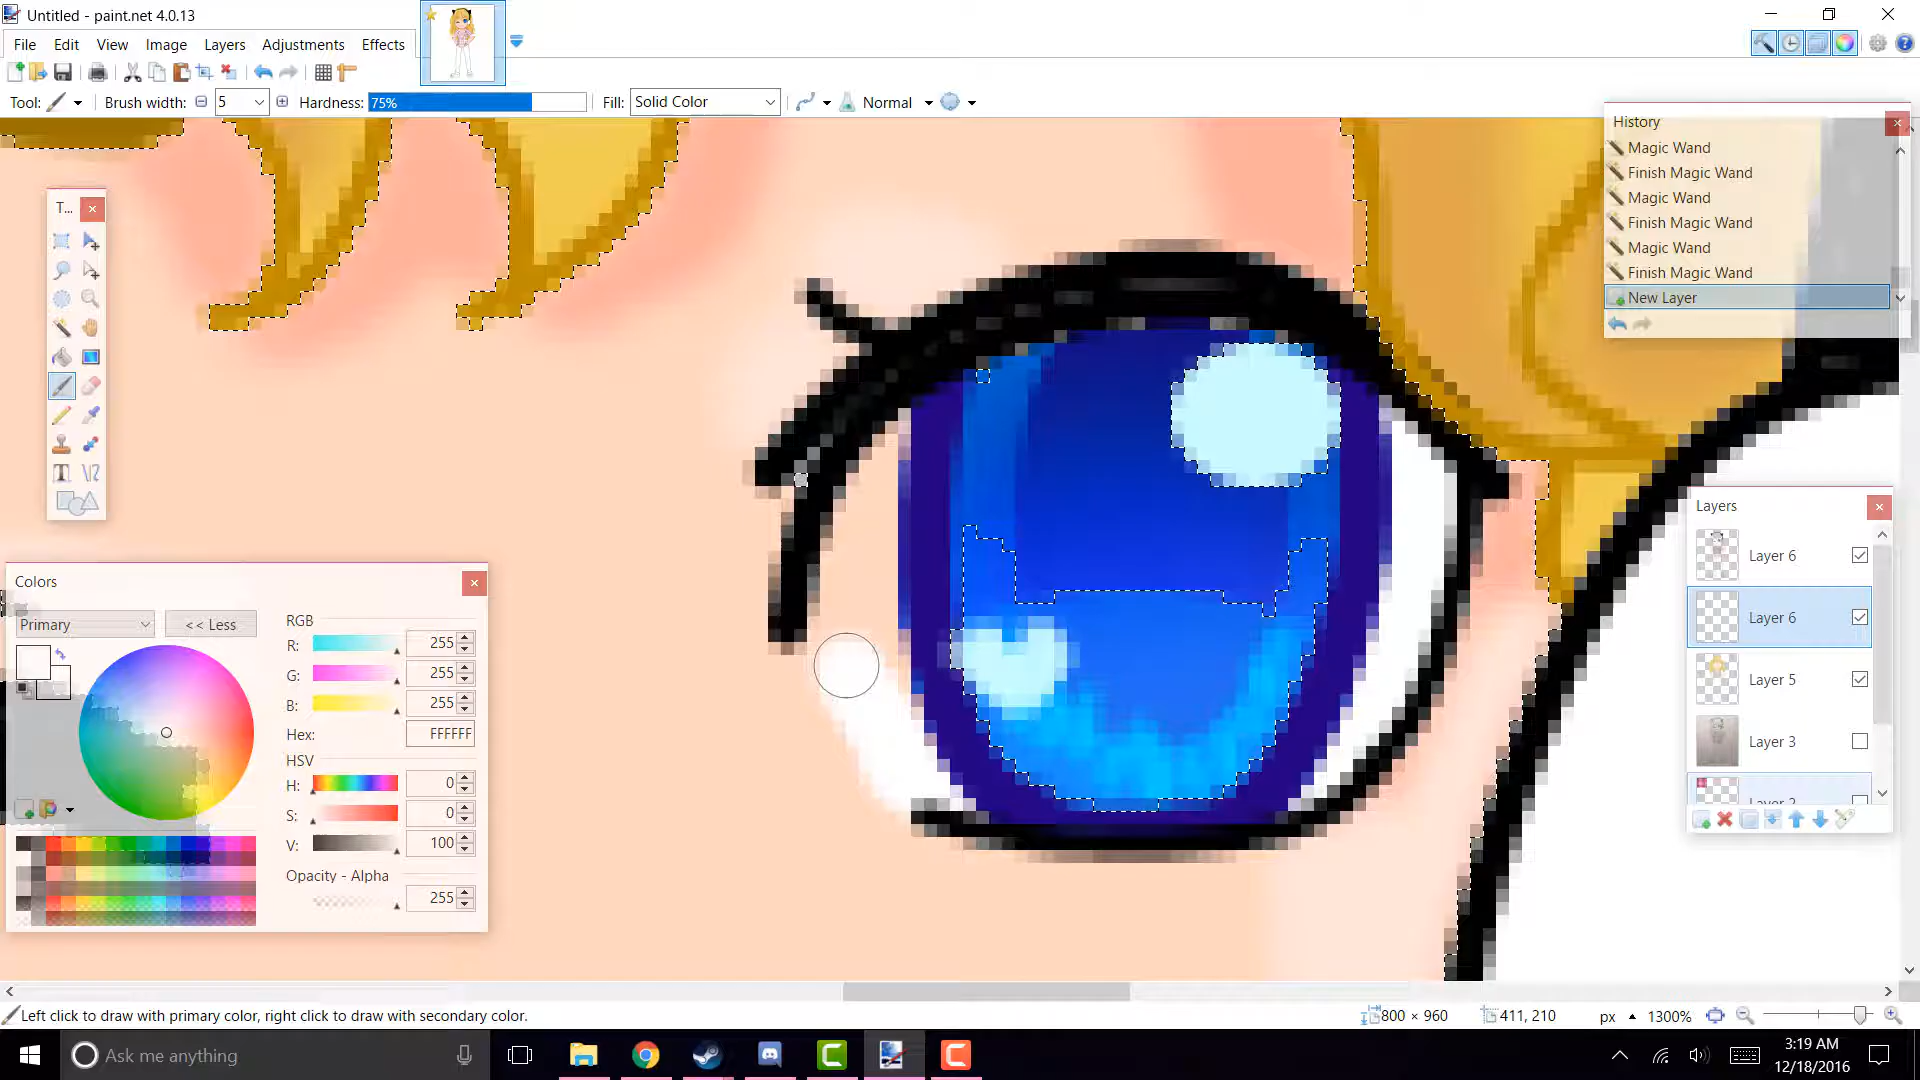 Untitled - paint.net 4.0.13
File Edit View Image Layers Adjustments Effects
Tool: Brush width: 5 Hardness: 75% Fill: Solid Color Normal
History
Magic Wand
Finish Magic Wand
Magic Wand
Finish Magic Wand
Magic Wand
Finish Magic Wand
New Layer
T...
Layers
Layer 6
Layer 6
Layer 5
Layer 3
Layer 2
Colors
Primary
<< Less
RGB
R: 255
G: 255
B: 255
Hex: FFFFFF
HSV
H: 0
S: 0
V: 100
Opacity - Alpha
255
Left click to draw with primary color, right click to draw with secondary color.
800 × 960
411, 210
px
1300%
Ask me anything
3:19 AM
12/18/2016